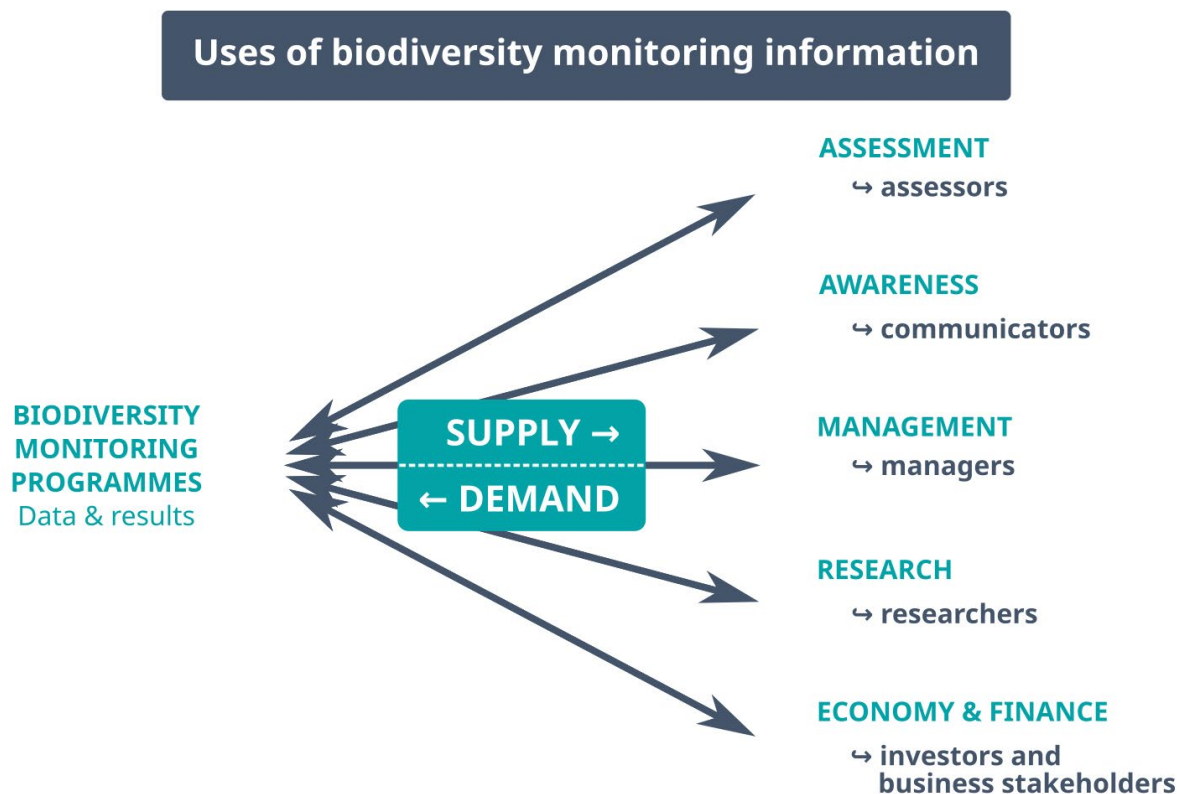 Uses of biodiversity monitoring information
BIODIVERSITY
MONITORING
PROGRAMMES
Data & results
SUPPLY →
← DEMAND
ASSESSMENT
↪ assessors
AWARENESS
↪ communicators
MANAGEMENT
↪ managers
RESEARCH
↪ researchers
ECONOMY & FINANCE
↪ investors and
business stakeholders